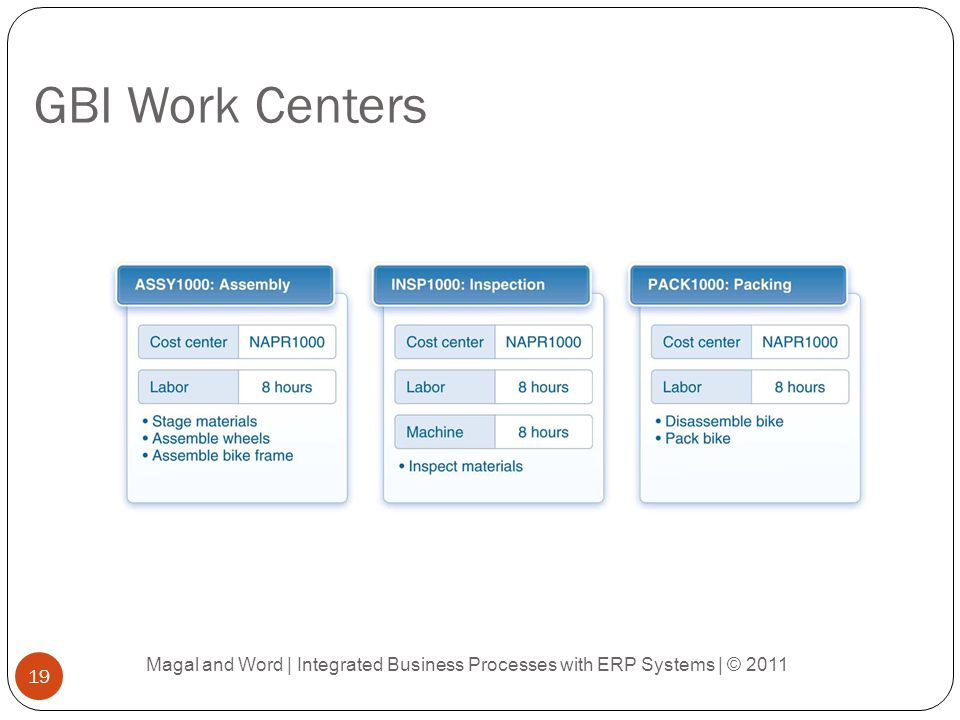 GBI Work Centers
ASSY1000: Assembly
Cost center NAPR1000
Labor 8 hours
• Stage materials
• Assemble wheels
• Assemble bike frame
INSP1000: Inspection
Cost center NAPR1000
Labor 8 hours
Machine 8 hours
• Inspect materials
PACK1000: Packing
Cost center NAPR1000
Labor 8 hours
• Disassemble bike
• Pack bike
19
Magal and Word | Integrated Business Processes with ERP Systems | © 2011